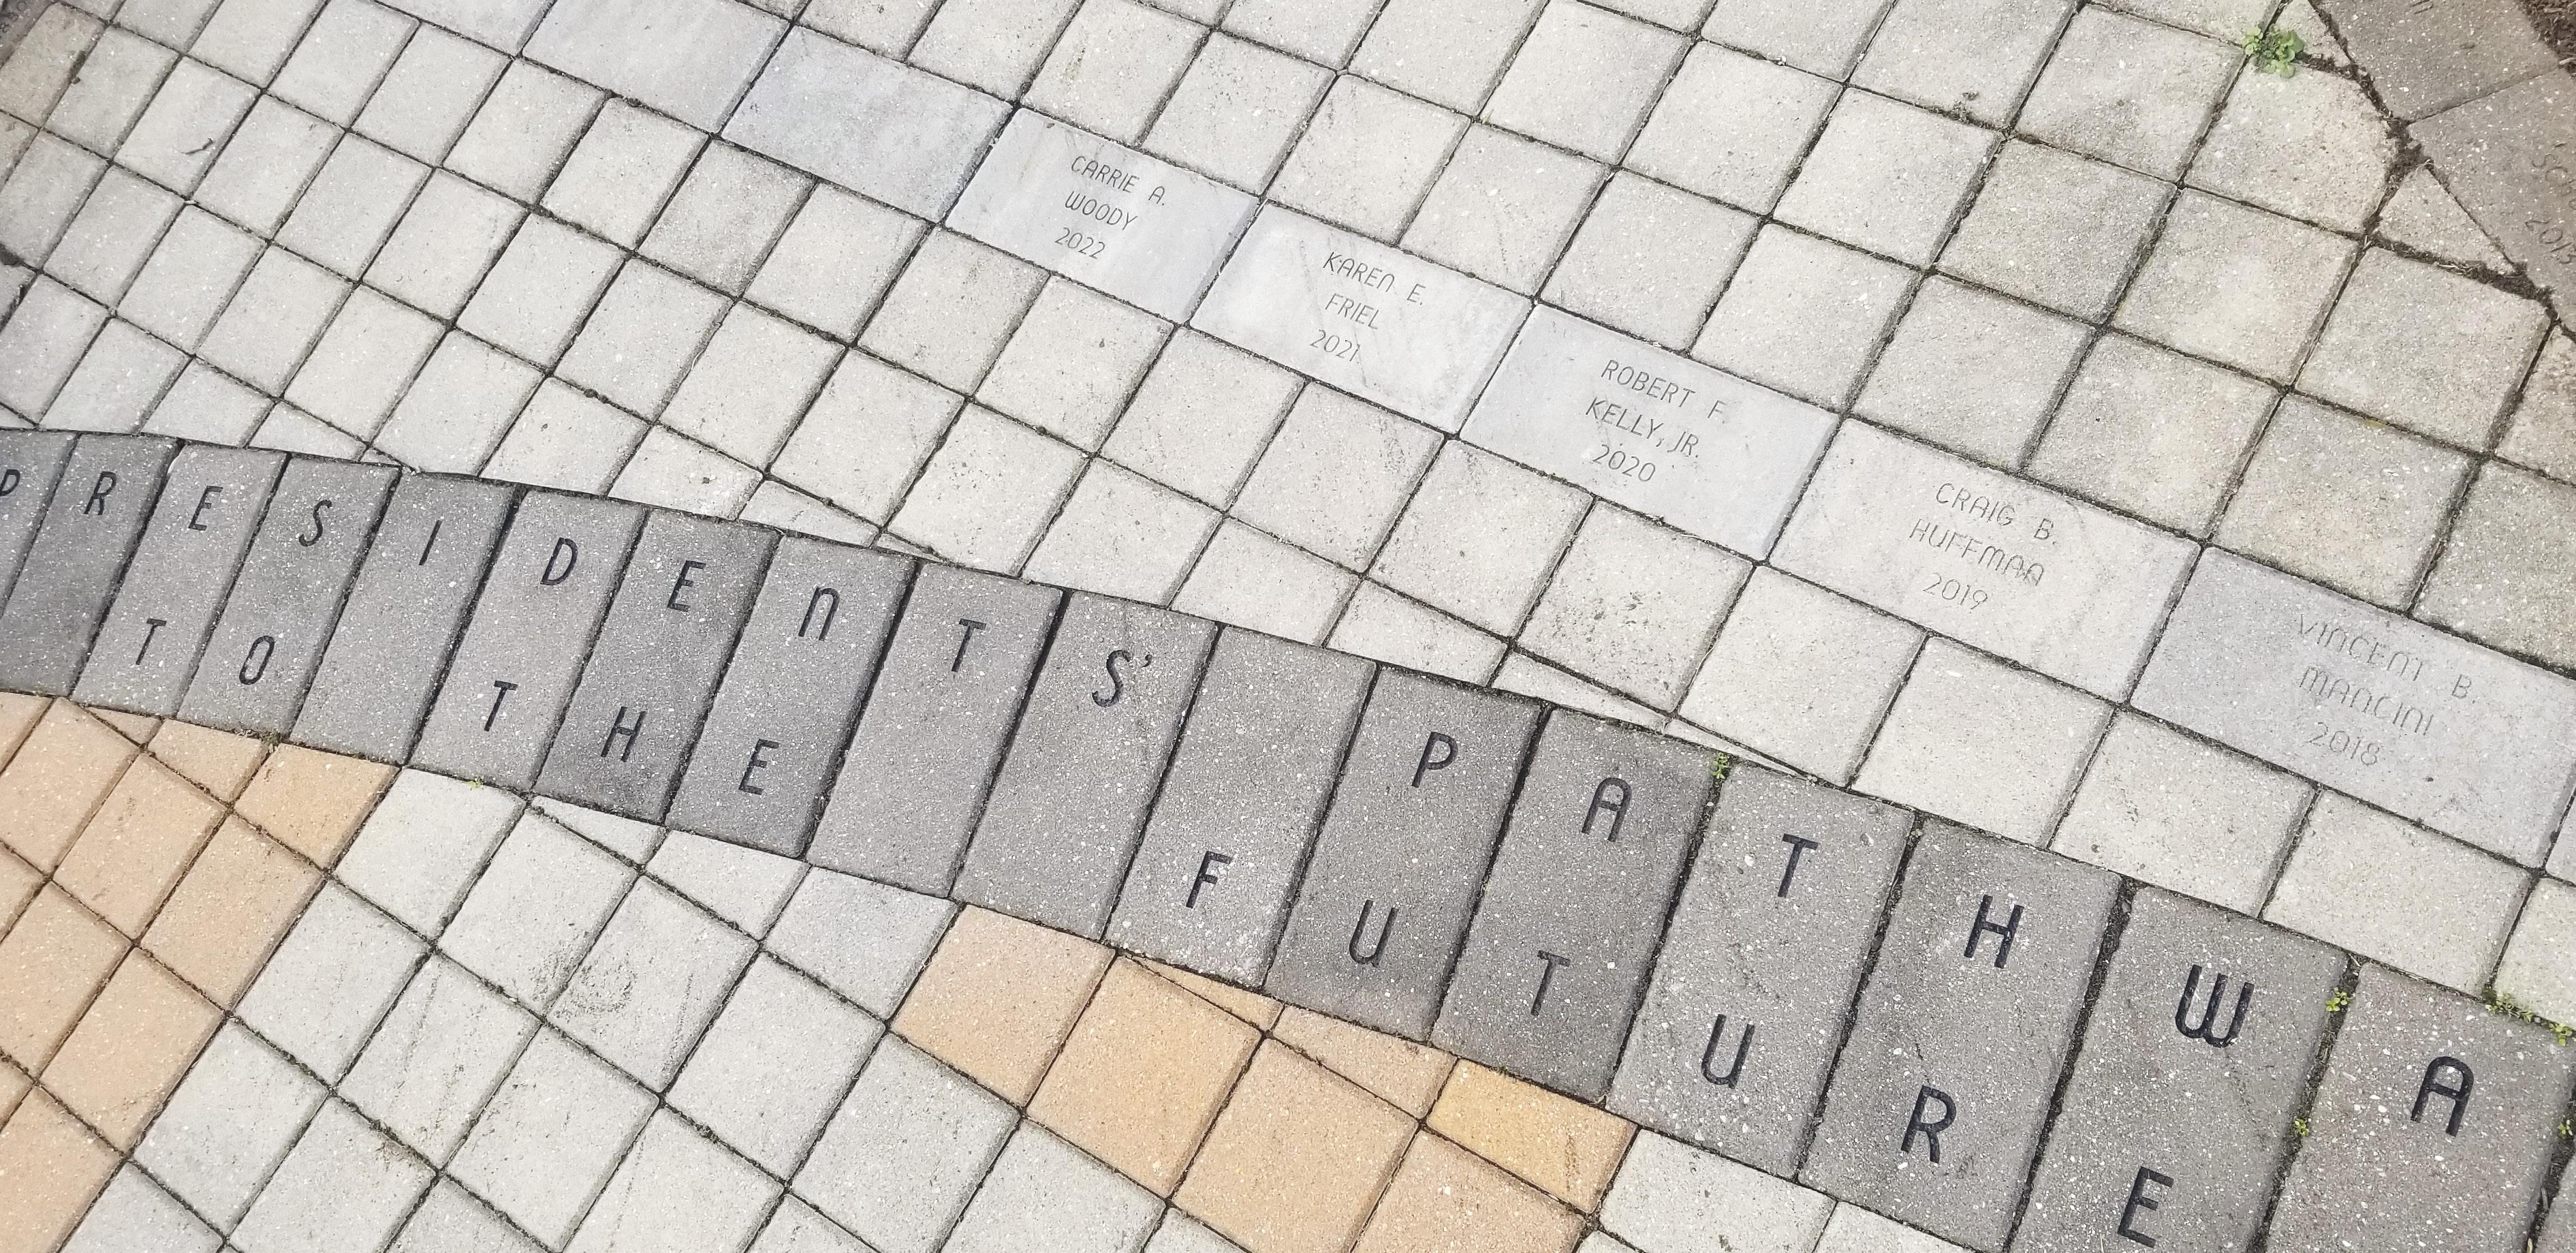 CARRIE A.
WOODY
2022
KAREN E.
FRIEL
2021
ROBERT F.
KELLY, JR.
2020
CRAIG B.
HUFFMAN
2019
VINCENT B.
MANCINI
2018
2013
PRESIDENTS' PATHWA
TO THE FUTURE